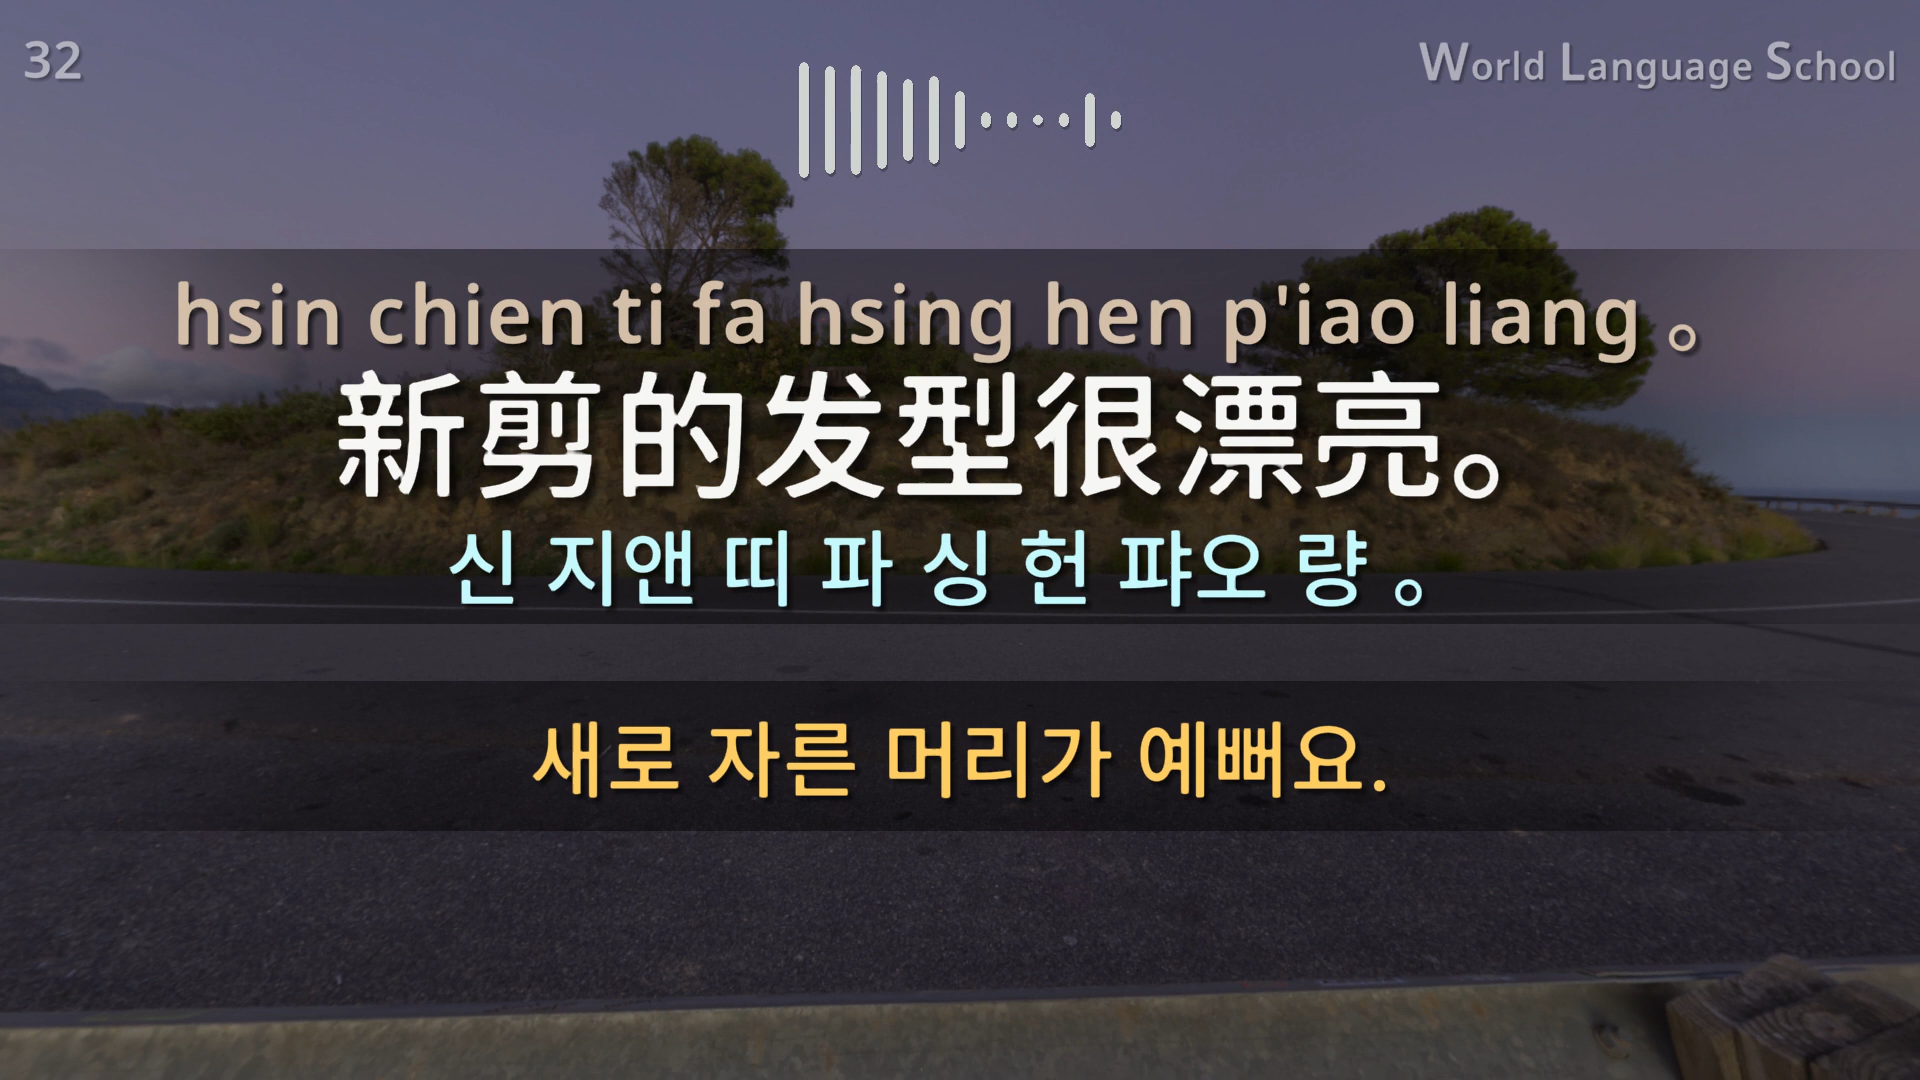 32
World Language School
hsin chien ti fa hsing hen p'iao liang 。
新剪的发型很漂亮。
신 지앤 띠 파 싱 헌 퍄오 량 。
새로 자른 머리가 예뻐요.